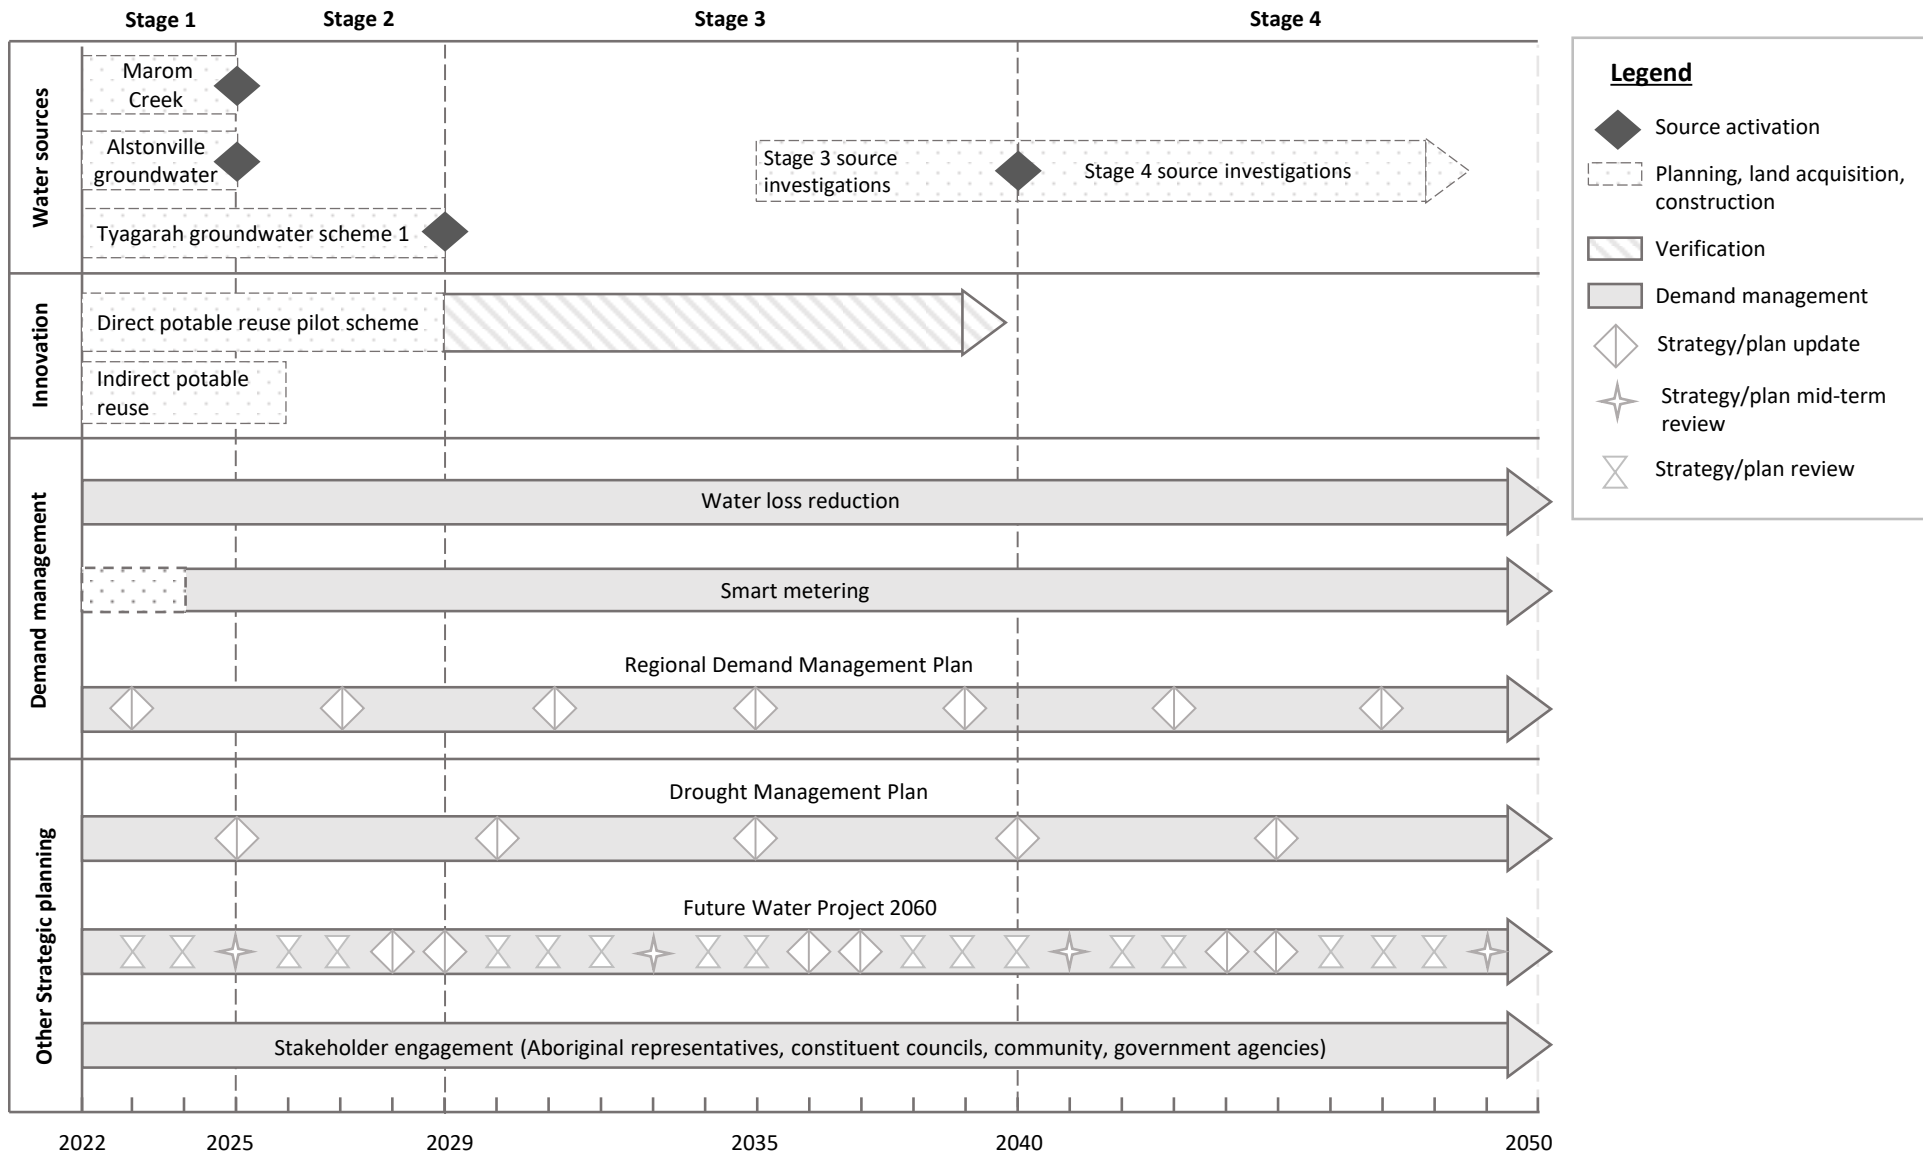 Stage 1
Stage 2
Stage 3
Stage 4
Water sources
Marom
Creek
Alstonville
groundwater
Tyagarah groundwater scheme 1
Stage 3 source
investigations
Stage 4 source investigations
Innovation
Direct potable reuse pilot scheme
Indirect potable
reuse
Demand management
Water loss reduction
Smart metering
Regional Demand Management Plan
Other Strategic planning
Drought Management Plan
Future Water Project 2060
Stakeholder engagement (Aboriginal representatives, constituent councils, community, government agencies)
2022
2025
2029
2035
2040
2050
Legend
Source activation
Planning, land acquisition,
construction
Verification
Demand management
Strategy/plan update
Strategy/plan mid-term
review
Strategy/plan review